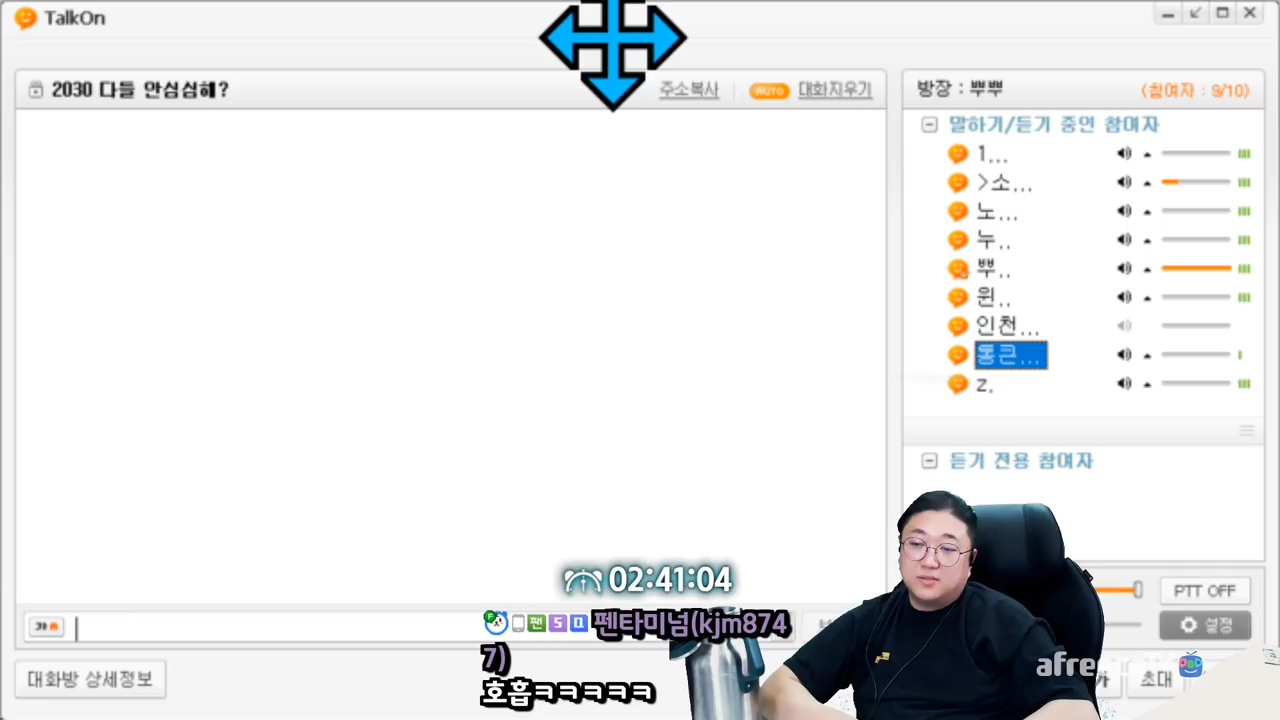 TalkOn
2030 다들 안심심해?
주소복사
AUTO
대화지우기
방장 : 뿌뿌
(참여자 : 9/10)
말하기/듣기 중인 참여자
1...
>소...
노...
누..
뿌..
윈..
인천...
통큰...
z.
듣기 전용 참여자
02:41:04
PTT OFF
설정
펜타미넘(kjm874
7)
호흡ㅋㅋㅋㅋㅋ
대화방 상세정보
초대